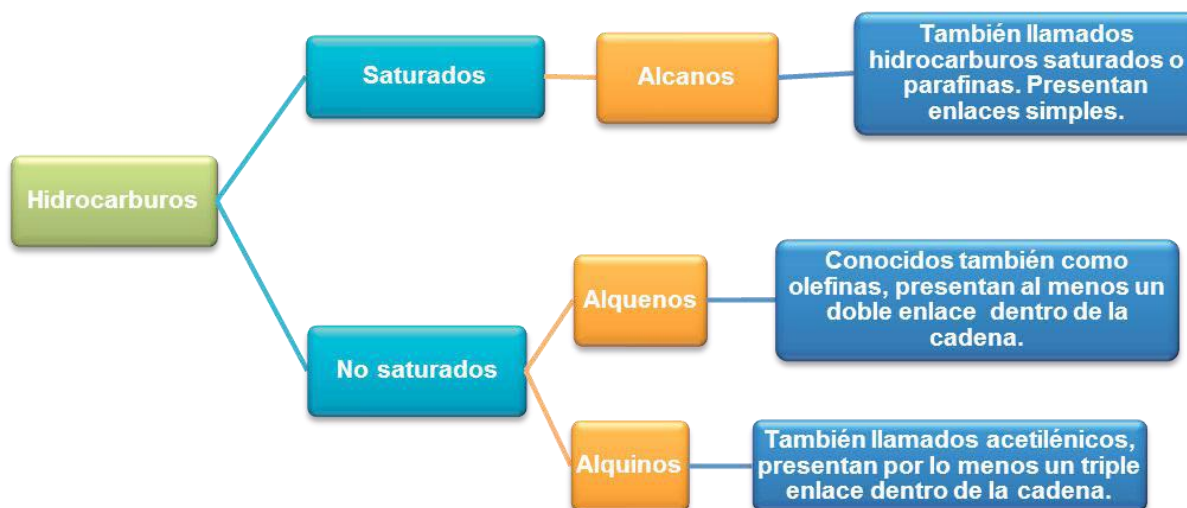 Hidrocarburos
Saturados
Alcanos
También llamados
hidrocarburos saturados o
parafinas. Presentan
enlaces simples.
No saturados
Alquenos
Conocidos también como
olefinas, presentan al menos un
doble enlace dentro de la
cadena.
Alquinos
También llamados acetilénicos,
presentan por lo menos un triple
enlace dentro de la cadena.